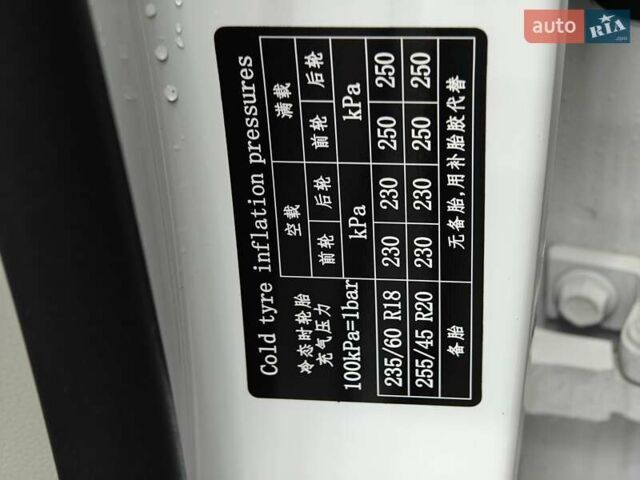 auto RIA.com
Cold tyre inflation pressures
冷态时轮胎 空载 满载
充气压力 前轮 后轮 前轮 后轮
100kPa=1bar kPa kPa
235/60 R18 230 230 250 250
255/45 R20 230 230 250 250
备胎 无备胎,用补胎胶代替